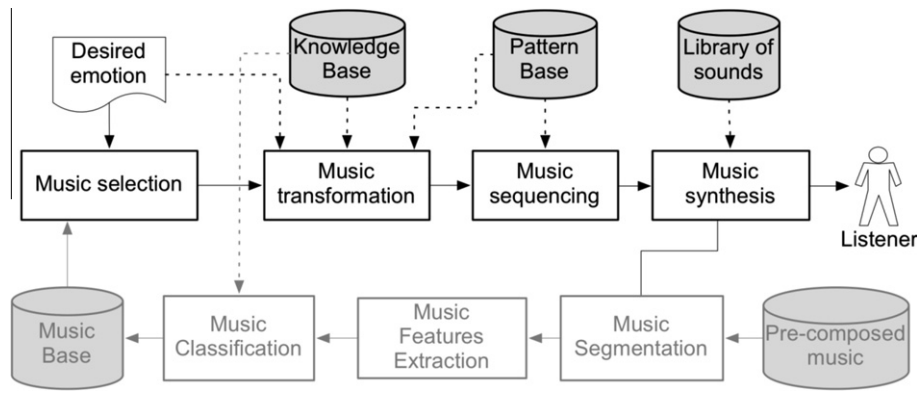 Desired
emotion
Knowledge
Base
Pattern
Base
Library of
sounds
Music selection
Music
transformation
Music
sequencing
Music
synthesis
Listener
Music
Base
Music
Classification
Music
Features
Extraction
Music
Segmentation
Pre-composed
music